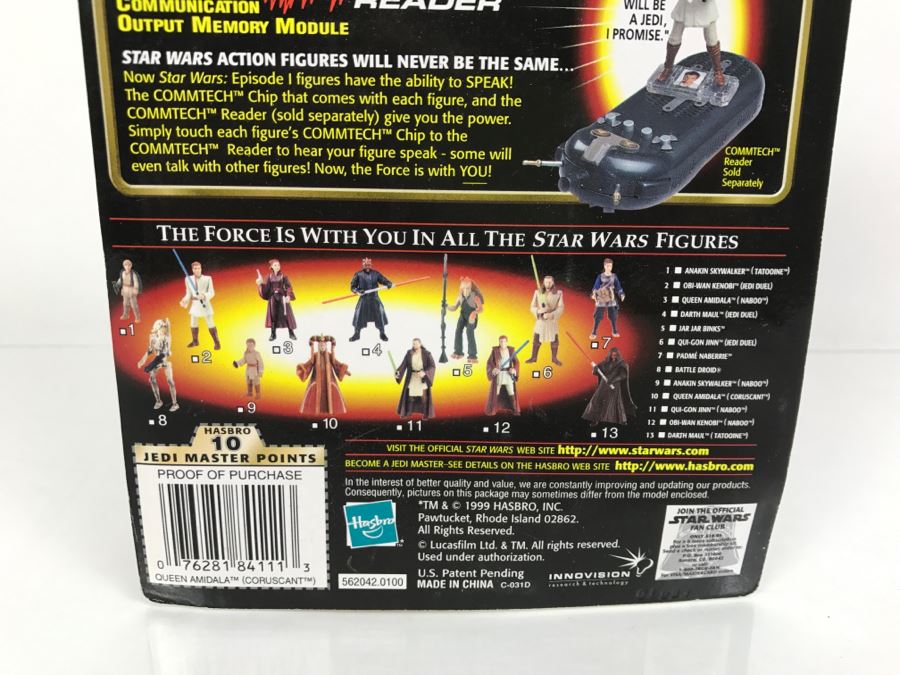 COMMUNICATION READER
OUTPUT MEMORY MODULE
WILL BE
A JEDI,
I PROMISE."
STAR WARS ACTION FIGURES WILL NEVER BE THE SAME...
Now Star Wars: Episode I figures have the ability to SPEAK!
The COMMTECH™ Chip that comes with each figure, and the
COMMTECH™ Reader (sold separately) give you the power.
Simply touch each figure's COMMTECH™ Chip to the
COMMTECH™ Reader to hear your figure speak - some will
even talk with other figures! Now, the Force is with YOU!
COMMTECH™
Reader
Sold
Separately
THE FORCE IS WITH YOU IN ALL THE STAR WARS FIGURES
1
2
3
4
5
6
7
8
9
10
11
12
13
1 ANAKIN SKYWALKER™ (TATOOINE™)
2 OBI-WAN KENOBI™ (JEDI DUEL)
3 QUEEN AMIDALA™ (NABOO™)
4 DARTH MAUL™ (JEDI DUEL)
5 JAR JAR BINKS™
6 QUI-GON JINN™ (JEDI DUEL)
7 PADMÉ NABERRIE™
8 BATTLE DROID®
9 ANAKIN SKYWALKER™ (NABOO™)
10 QUEEN AMIDALA™ (CORUSCANT™)
11 QUI-GON JINN™ (NABOO™)
12 OBI-WAN KENOBI™ (NABOO™)
13 DARTH MAUL™ (TATOOINE™)
HASBRO
10
JEDI MASTER POINTS
PROOF OF PURCHASE
0 76281 84111 3
QUEEN AMIDALA™ (CORUSCANT™)
VISIT THE OFFICIAL STAR WARS WEB SITE http://www.starwars.com
BECOME A JEDI MASTER–SEE DETAILS ON THE HASBRO WEB SITE http://www.hasbro.com
In the interest of better quality and value, we are constantly improving and updating our products.
Consequently, pictures on this package may sometimes differ from the model enclosed.
Hasbro
*TM & © 1999 HASBRO, INC.
Pawtucket, Rhode Island 02862.
All Rights Reserved.
© Lucasfilm Ltd. & TM. All rights reserved.
Used under authorization.
U.S. Patent Pending
MADE IN CHINA C-031D
562042.0100
INNOVISION
research & technology
JOIN THE OFFICIAL
STAR WARS
FAN CLUB